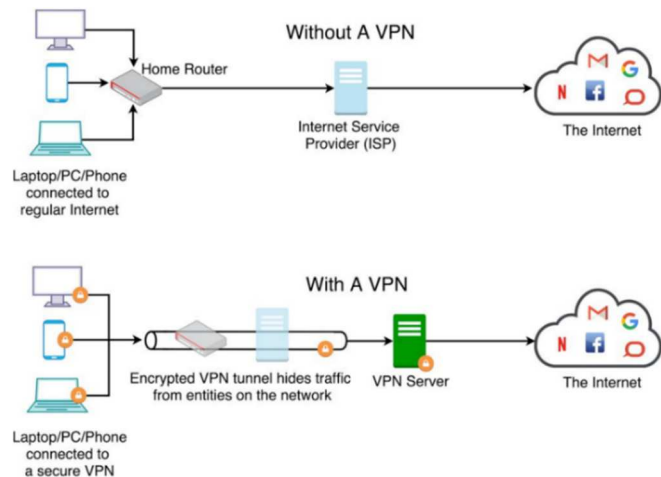 Without A VPN
Home Router
Internet Service
Provider (ISP)
The Internet
Laptop/PC/Phone
connected to
regular Internet
With A VPN
Encrypted VPN tunnel hides traffic
from entities on the network
VPN Server
The Internet
Laptop/PC/Phone
connected to
a secure VPN